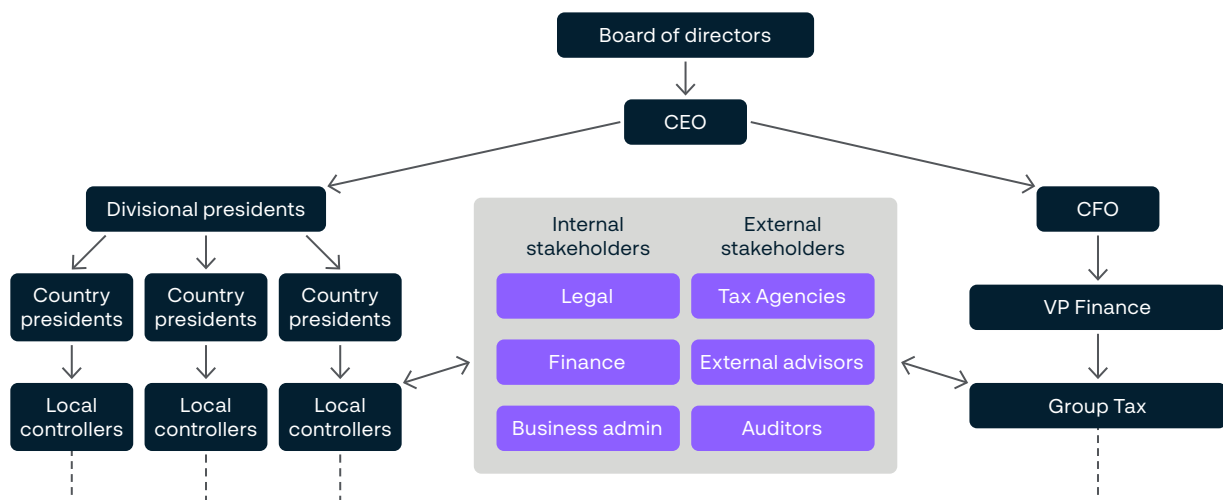 Board of directors
CEO
Divisional presidents
CFO
Internal
stakeholders
External
stakeholders
Country
presidents
Country
presidents
Country
presidents
Legal
Tax Agencies
VP Finance
Finance
External advisors
Local
controllers
Local
controllers
Local
controllers
Business admin
Auditors
Group Tax